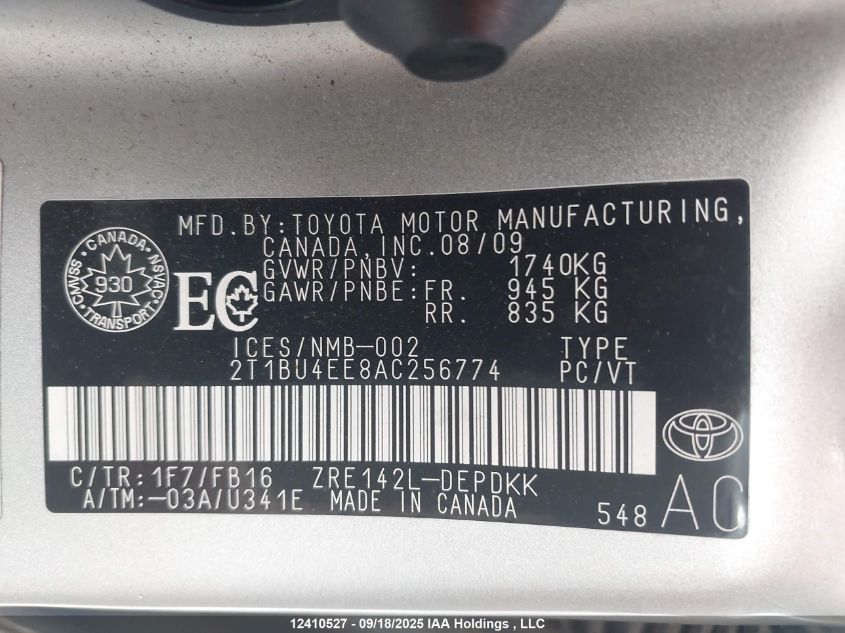 MFD.BY:TOYOTA MOTOR MANUFACTURING,
CANADA,INC.08/09
GVWR/PNBV: 1740KG
GAWR/PNBE:FR. 945 KG
RR. 835 KG
CANADA
CMVSS 930 NSVAC
TRANSPORT
EC
ICES/NMB-002 TYPE
2T1BU4EE8AC256774 PC/VT
C/TR:1F7/FB16 ZRE142L-DEPDKK
A/TM:-03A/U341E MADE IN CANADA
548 AC
12410527 - 09/18/2025 IAA Holdings , LLC